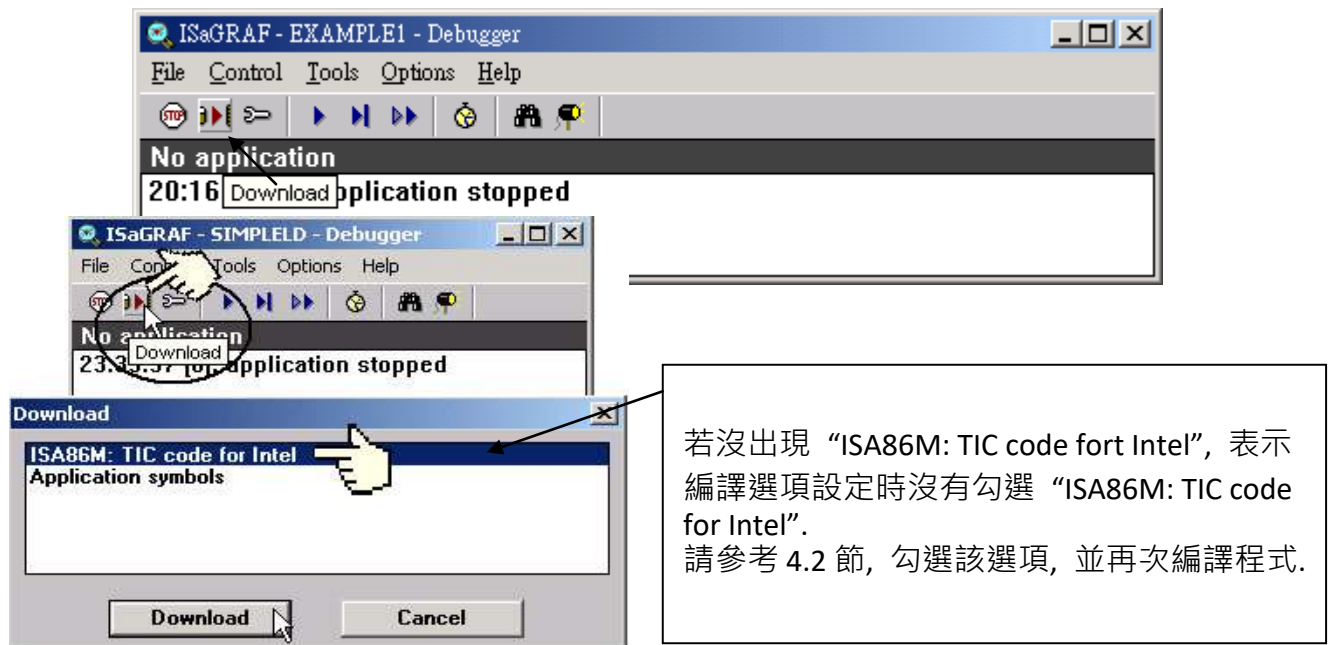 ISaGRAF - EXAMPLE1 - Debugger
File Control Tools Options Help
STOP
No application
20:16 Download pplication stopped
ISaGRAF - SIMPLELD - Debugger
File Tools Options Help
No application
Download
application stopped
Download
ISA86M: TIC code for Intel
Application symbols
Download Cancel
若沒出現 “ISA86M: TIC code fort Intel”, 表示
編譯選項設定時沒有勾選 “ISA86M: TIC code
for Intel”.
請參考 4.2 節, 勾選該選項, 並再次編譯程式.